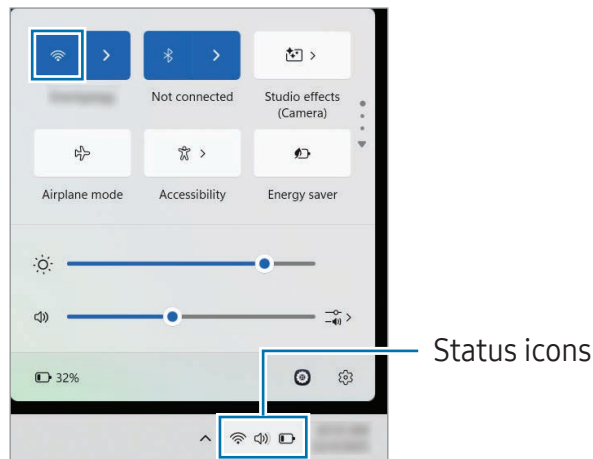 Not connected
Studio effects
(Camera)
Airplane mode
Accessibility
Energy saver
Status icons
32%